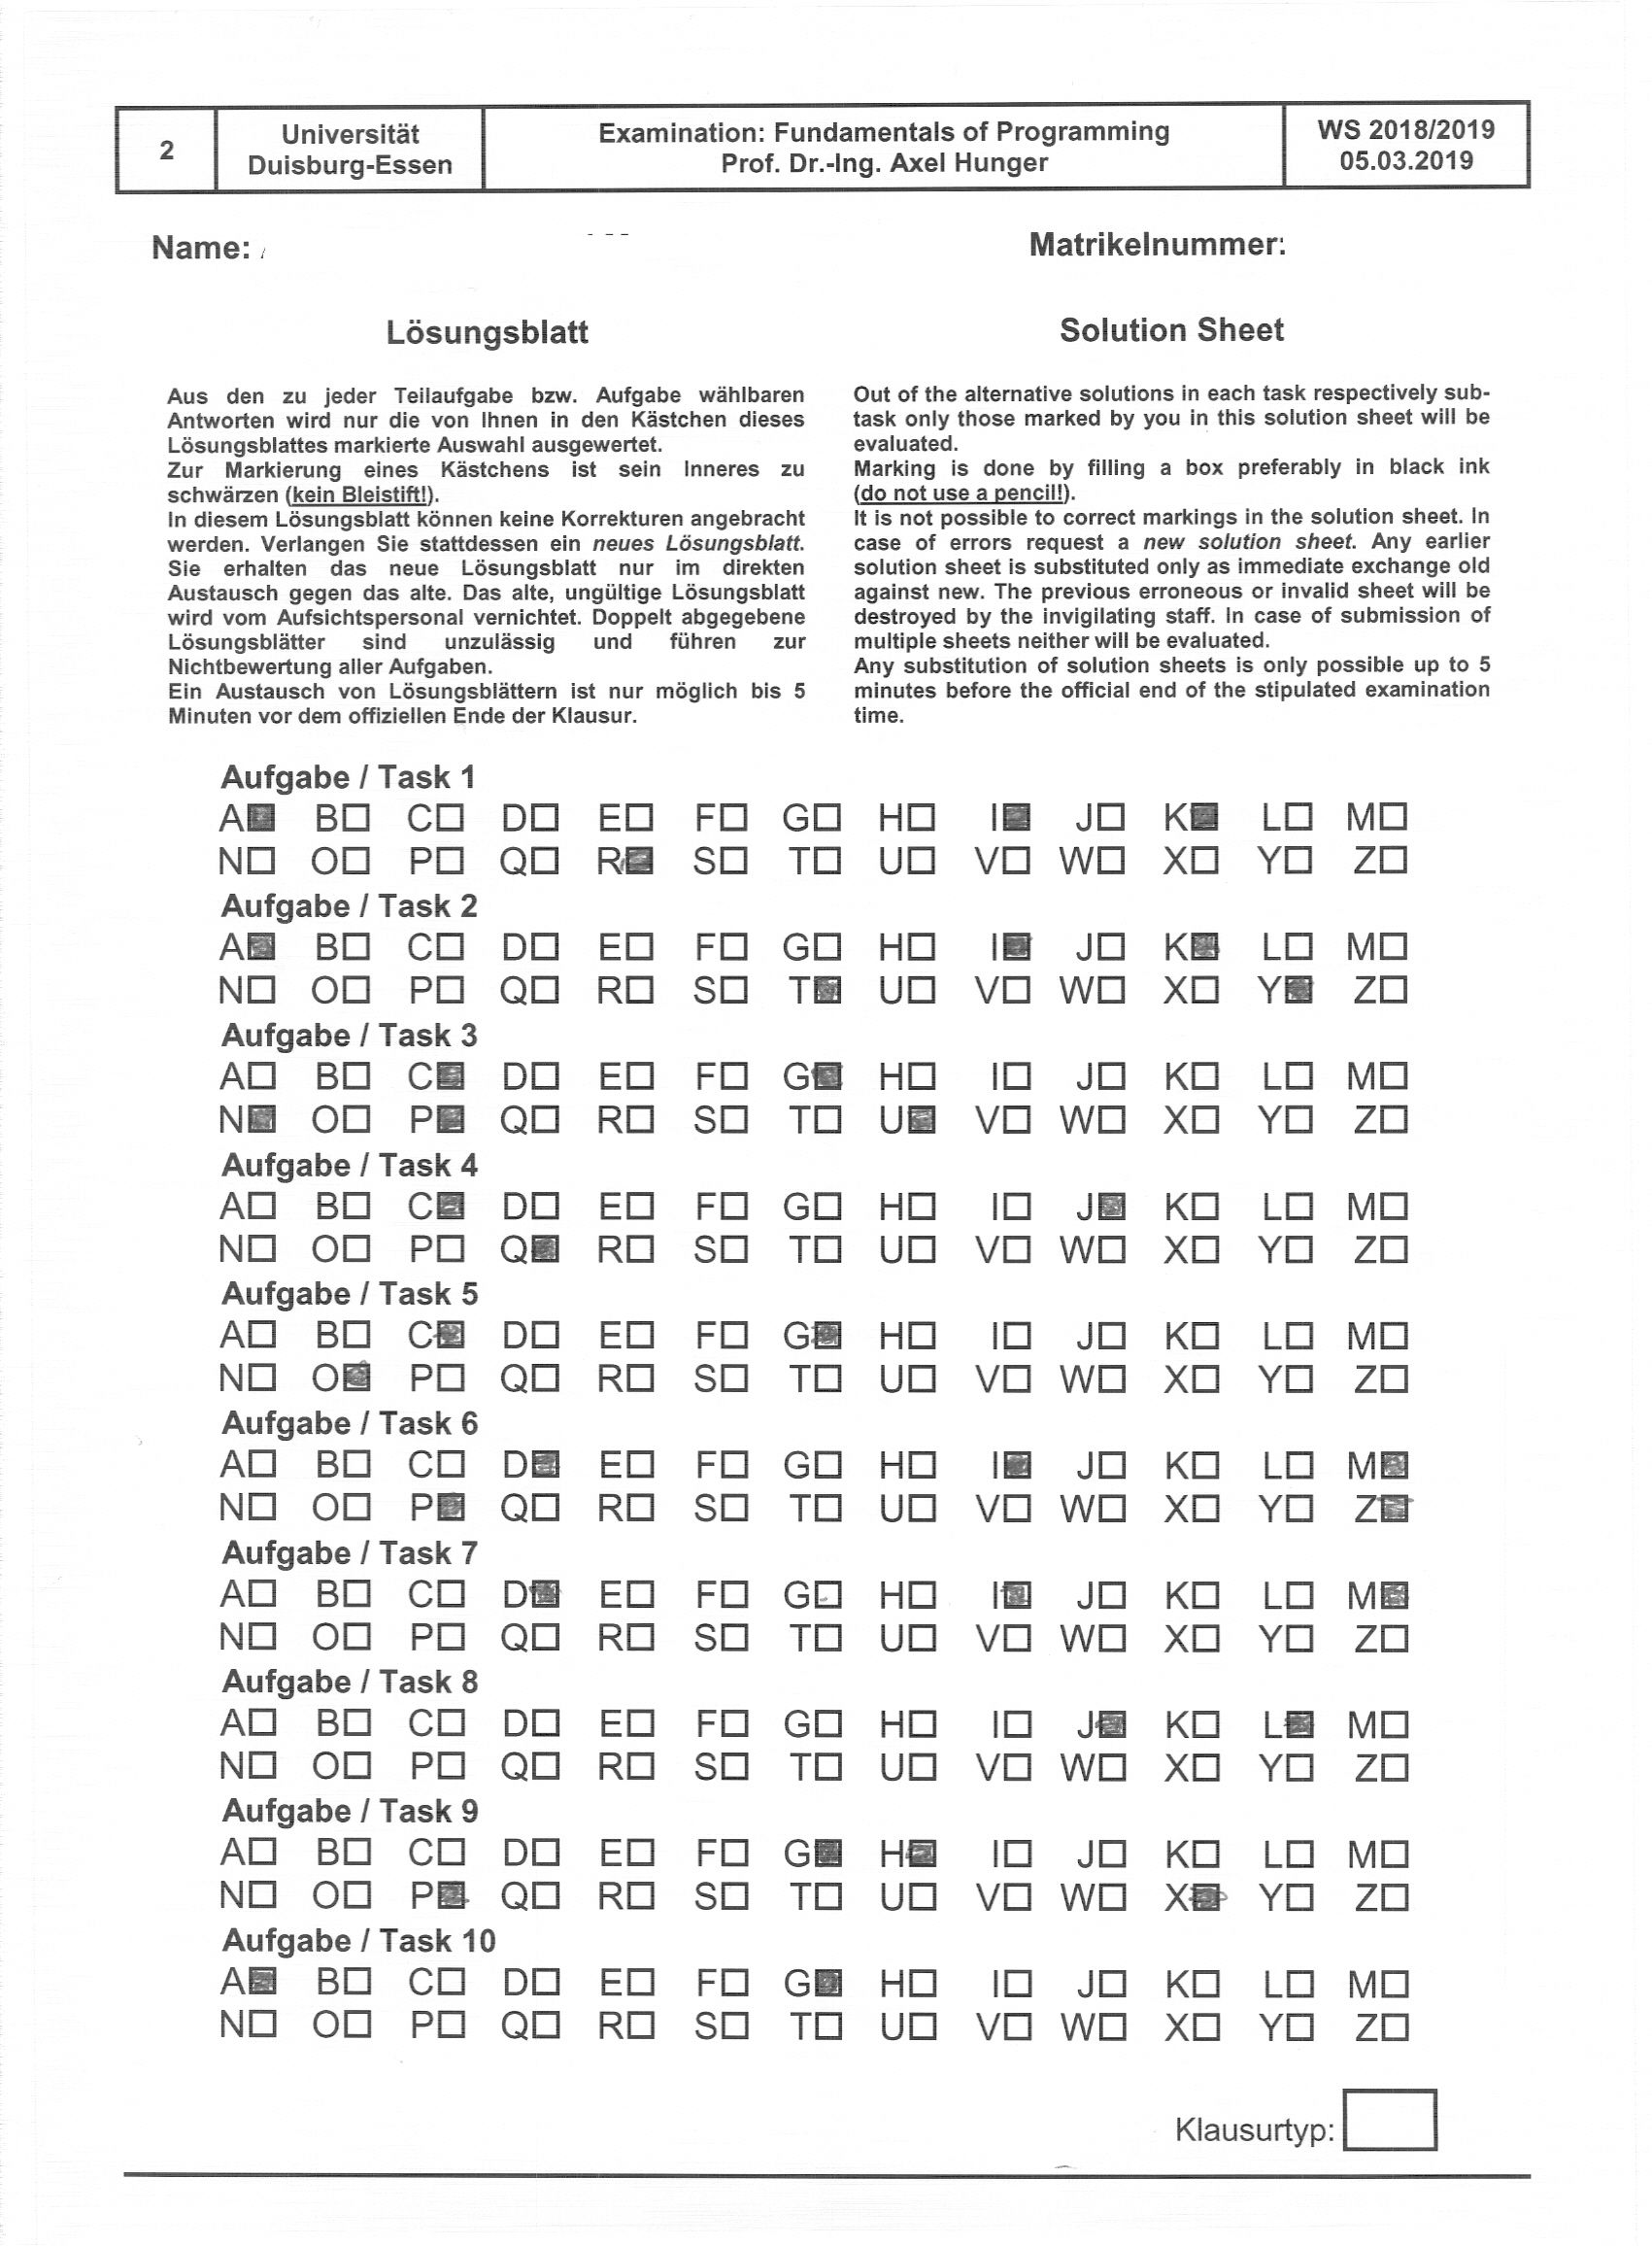 2
Universität
Duisburg-Essen
Examination: Fundamentals of Programming
Prof. Dr.-Ing. Axel Hunger
WS 2018/2019
05.03.2019
Name:
Matrikelnummer:
Lösungsblatt
Aus den zu jeder Teilaufgabe bzw. Aufgabe wählbaren
Antworten wird nur die von Ihnen in den Kästchen dieses
Lösungsblattes markierte Auswahl ausgewertet.
Zur Markierung eines Kästchens ist sein Inneres zu
schwärzen (kein Bleistift!).
In diesem Lösungsblatt können keine Korrekturen angebracht
werden. Verlangen Sie stattdessen ein neues Lösungsblatt.
Sie erhalten das neue Lösungsblatt nur im direkten
Austausch gegen das alte. Das alte, ungültige Lösungsblatt
wird vom Aufsichtspersonal vernichtet. Doppelt abgegebene
Lösungsblätter sind unzulässig und führen zur
Nichtbewertung aller Aufgaben.
Ein Austausch von Lösungsblättern ist nur möglich bis 5
Minuten vor dem offiziellen Ende der Klausur.
Solution Sheet
Out of the alternative solutions in each task respectively sub-
task only those marked by you in this solution sheet will be
evaluated.
Marking is done by filling a box preferably in black ink
(do not use a pencil!).
It is not possible to correct markings in the solution sheet. In
case of errors request a new solution sheet. Any earlier
solution sheet is substituted only as immediate exchange old
against new. The previous erroneous or invalid sheet will be
destroyed by the invigilating staff. In case of submission of
multiple sheets neither will be evaluated.
Any substitution of solution sheets is only possible up to 5
minutes before the official end of the stipulated examination
time.
Aufgabe / Task 1
A B C D E F G H I J K L M
N O P Q R S T U V W X Y Z
Aufgabe / Task 2
A B C D E F G H I J K L M
N O P Q R S T U V W X Y Z
Aufgabe / Task 3
A B C D E F G H I J K L M
N O P Q R S T U V W X Y Z
Aufgabe / Task 4
A B C D E F G H I J K L M
N O P Q R S T U V W X Y Z
Aufgabe / Task 5
A B C D E F G H I J K L M
N O P Q R S T U V W X Y Z
Aufgabe / Task 6
A B C D E F G H I J K L M
N O P Q R S T U V W X Y Z
Aufgabe / Task 7
A B C D E F G H I J K L M
N O P Q R S T U V W X Y Z
Aufgabe / Task 8
A B C D E F G H I J K L M
N O P Q R S T U V W X Y Z
Aufgabe / Task 9
A B C D E F G H I J K L M
N O P Q R S T U V W X Y Z
Aufgabe / Task 10
A B C D E F G H I J K L M
N O P Q R S T U V W X Y Z
Klausurtyp: